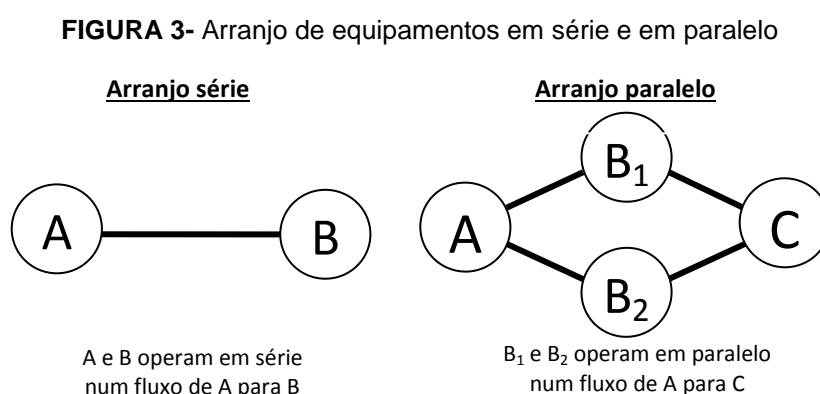 FIGURA 3- Arranjo de equipamentos em série e em paralelo
Arranjo série
A
B
A e B operam em série
num fluxo de A para B
Arranjo paralelo
A
B₁
B₂
C
B₁ e B₂ operam em paralelo
num fluxo de A para C